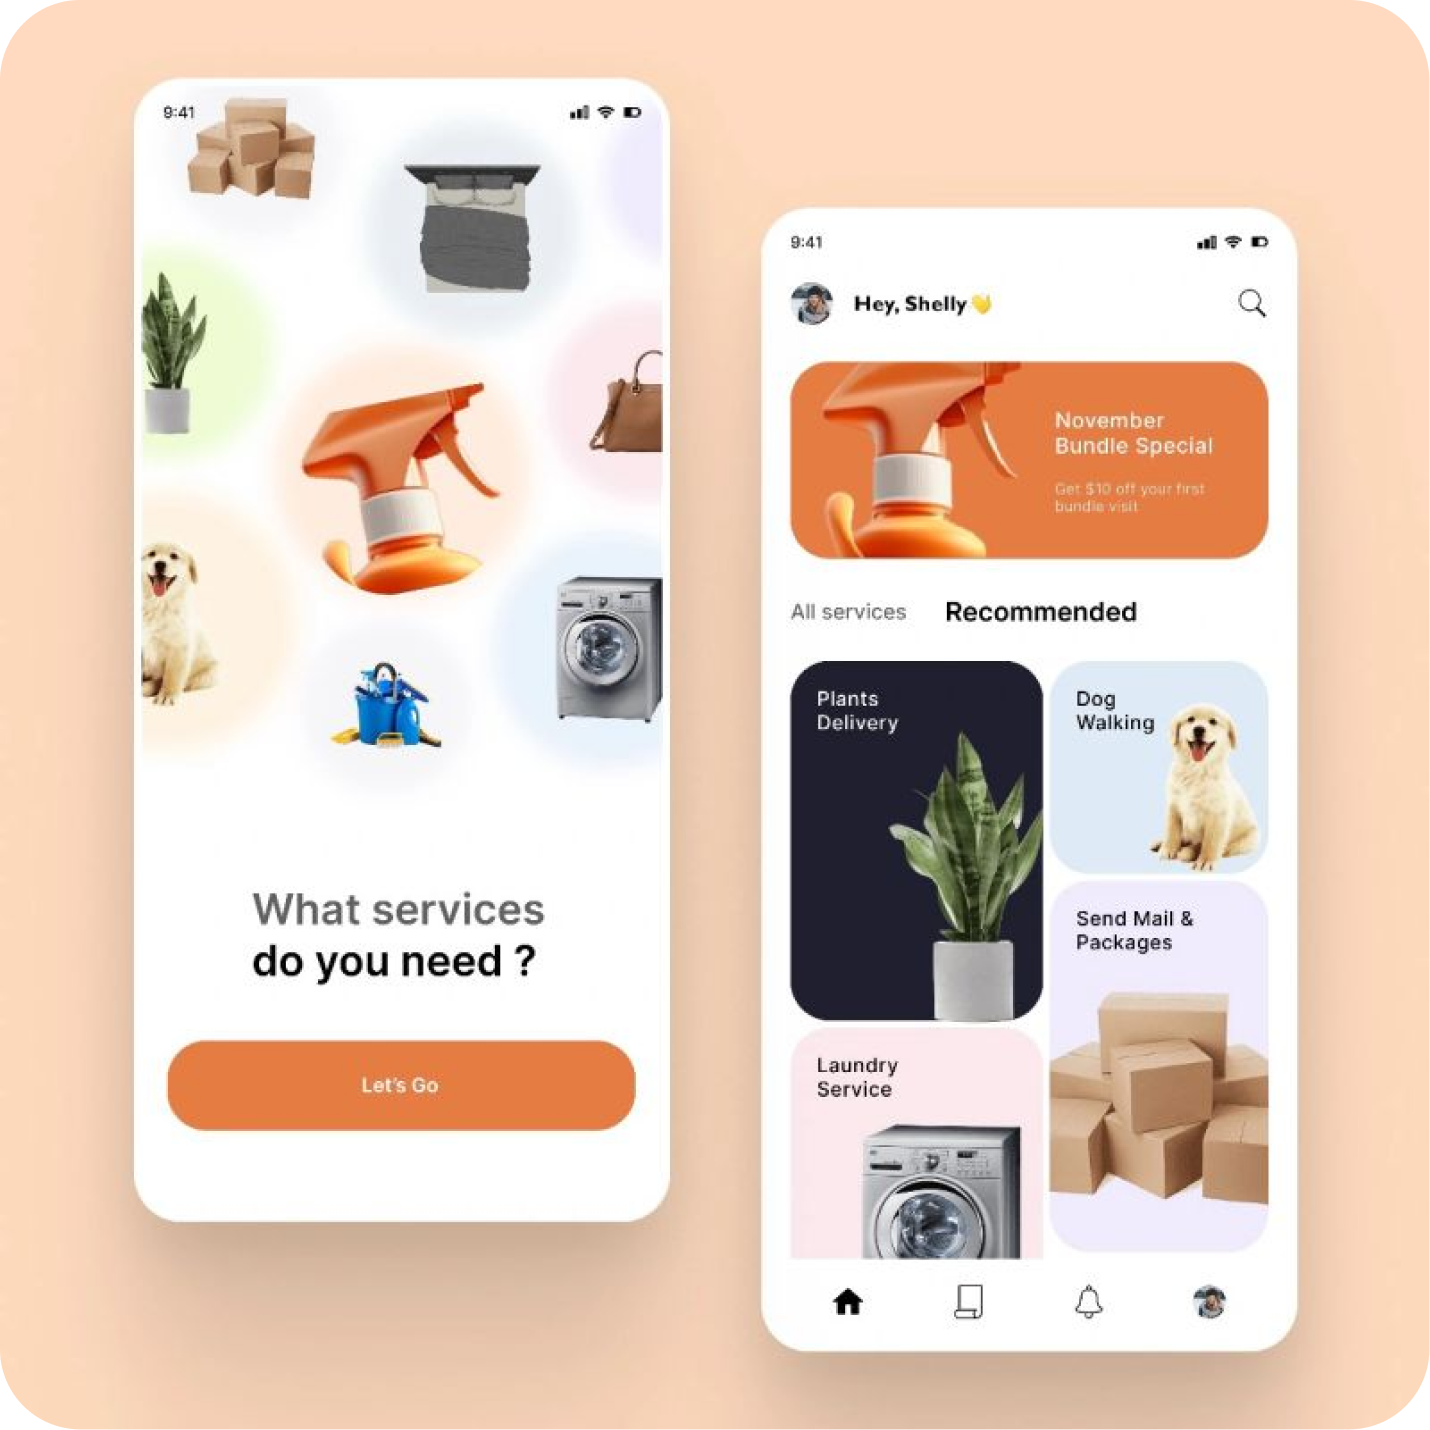 9:41
What services
do you need ?
Let's Go
9:41
Hey, Shelly
November
Bundle Special
Get $10 off your first
bundle visit
All services
Recommended
Plants
Delivery
Dog
Walking
Send Mail &
Packages
Laundry
Service